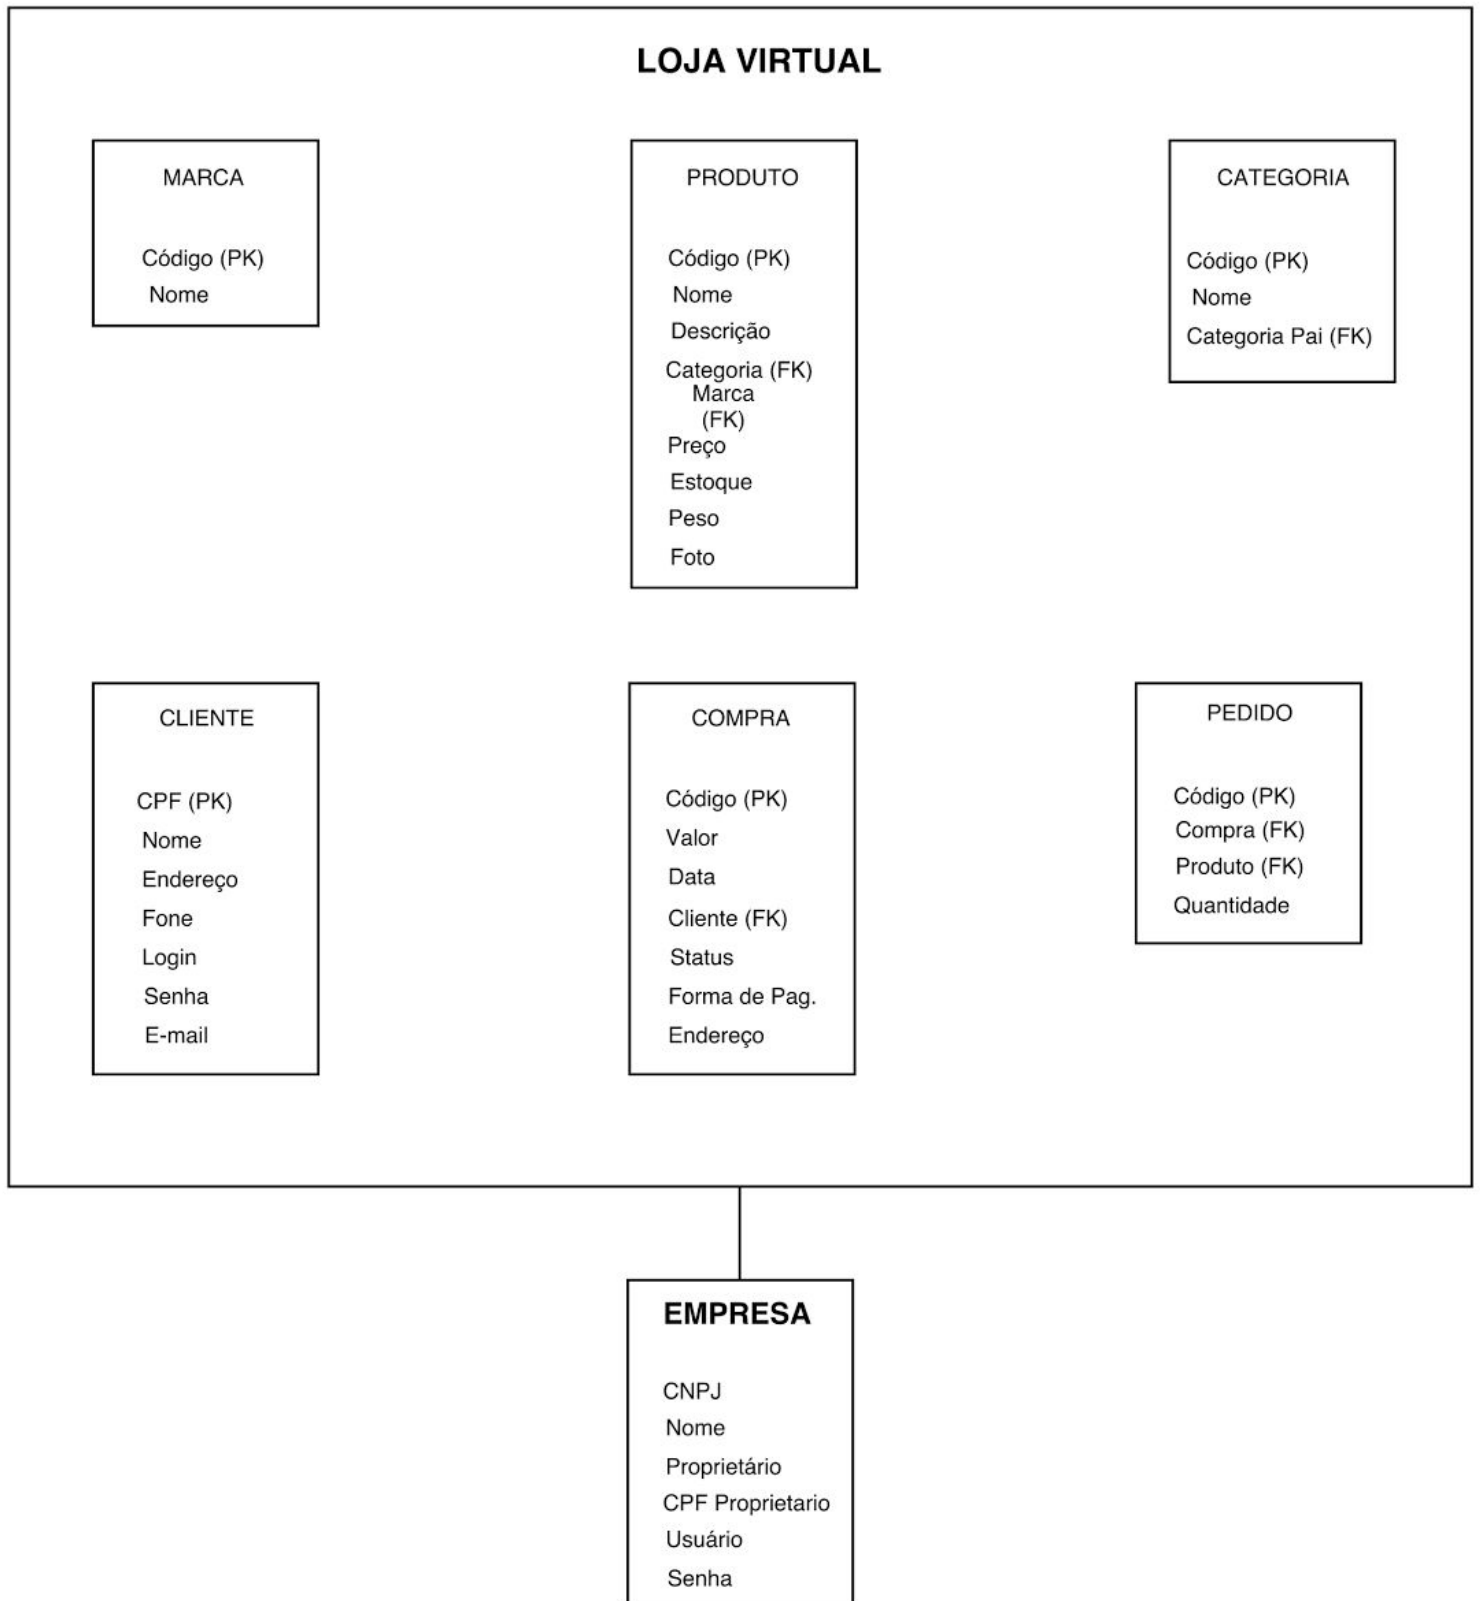 LOJA VIRTUAL
MARCA
Código (PK)
Nome
PRODUTO
Código (PK)
Nome
Descrição
Categoria (FK)
Marca
(FK)
Preço
Estoque
Peso
Foto
CATEGORIA
Código (PK)
Nome
Categoria Pai (FK)
CLIENTE
CPF (PK)
Nome
Endereço
Fone
Login
Senha
E-mail
COMPRA
Código (PK)
Valor
Data
Cliente (FK)
Status
Forma de Pag.
Endereço
PEDIDO
Código (PK)
Compra (FK)
Produto (FK)
Quantidade
EMPRESA
CNPJ
Nome
Proprietário
CPF Proprietario
Usuário
Senha